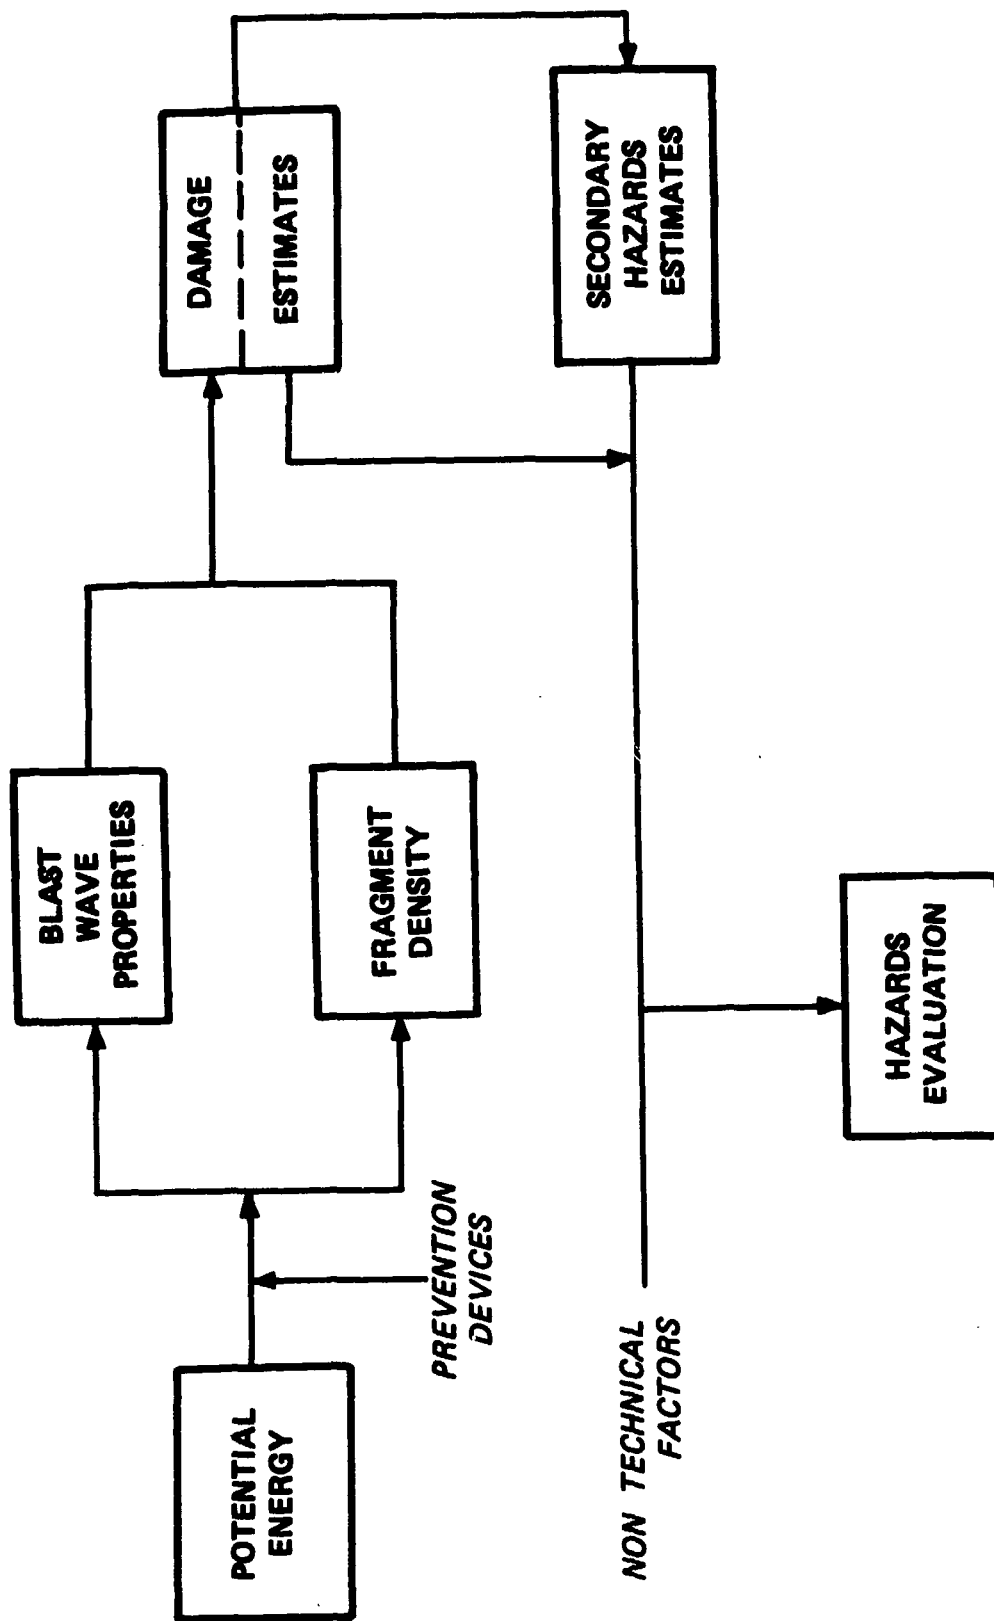 POTENTIAL
ENERGY
PREVENTION
DEVICES
BLAST
WAVE
PROPERTIES
FRAGMENT
DENSITY
DAMAGE
ESTIMATES
SECONDARY
HAZARDS
ESTIMATES
NON TECHNICAL
FACTORS
HAZARDS
EVALUATION